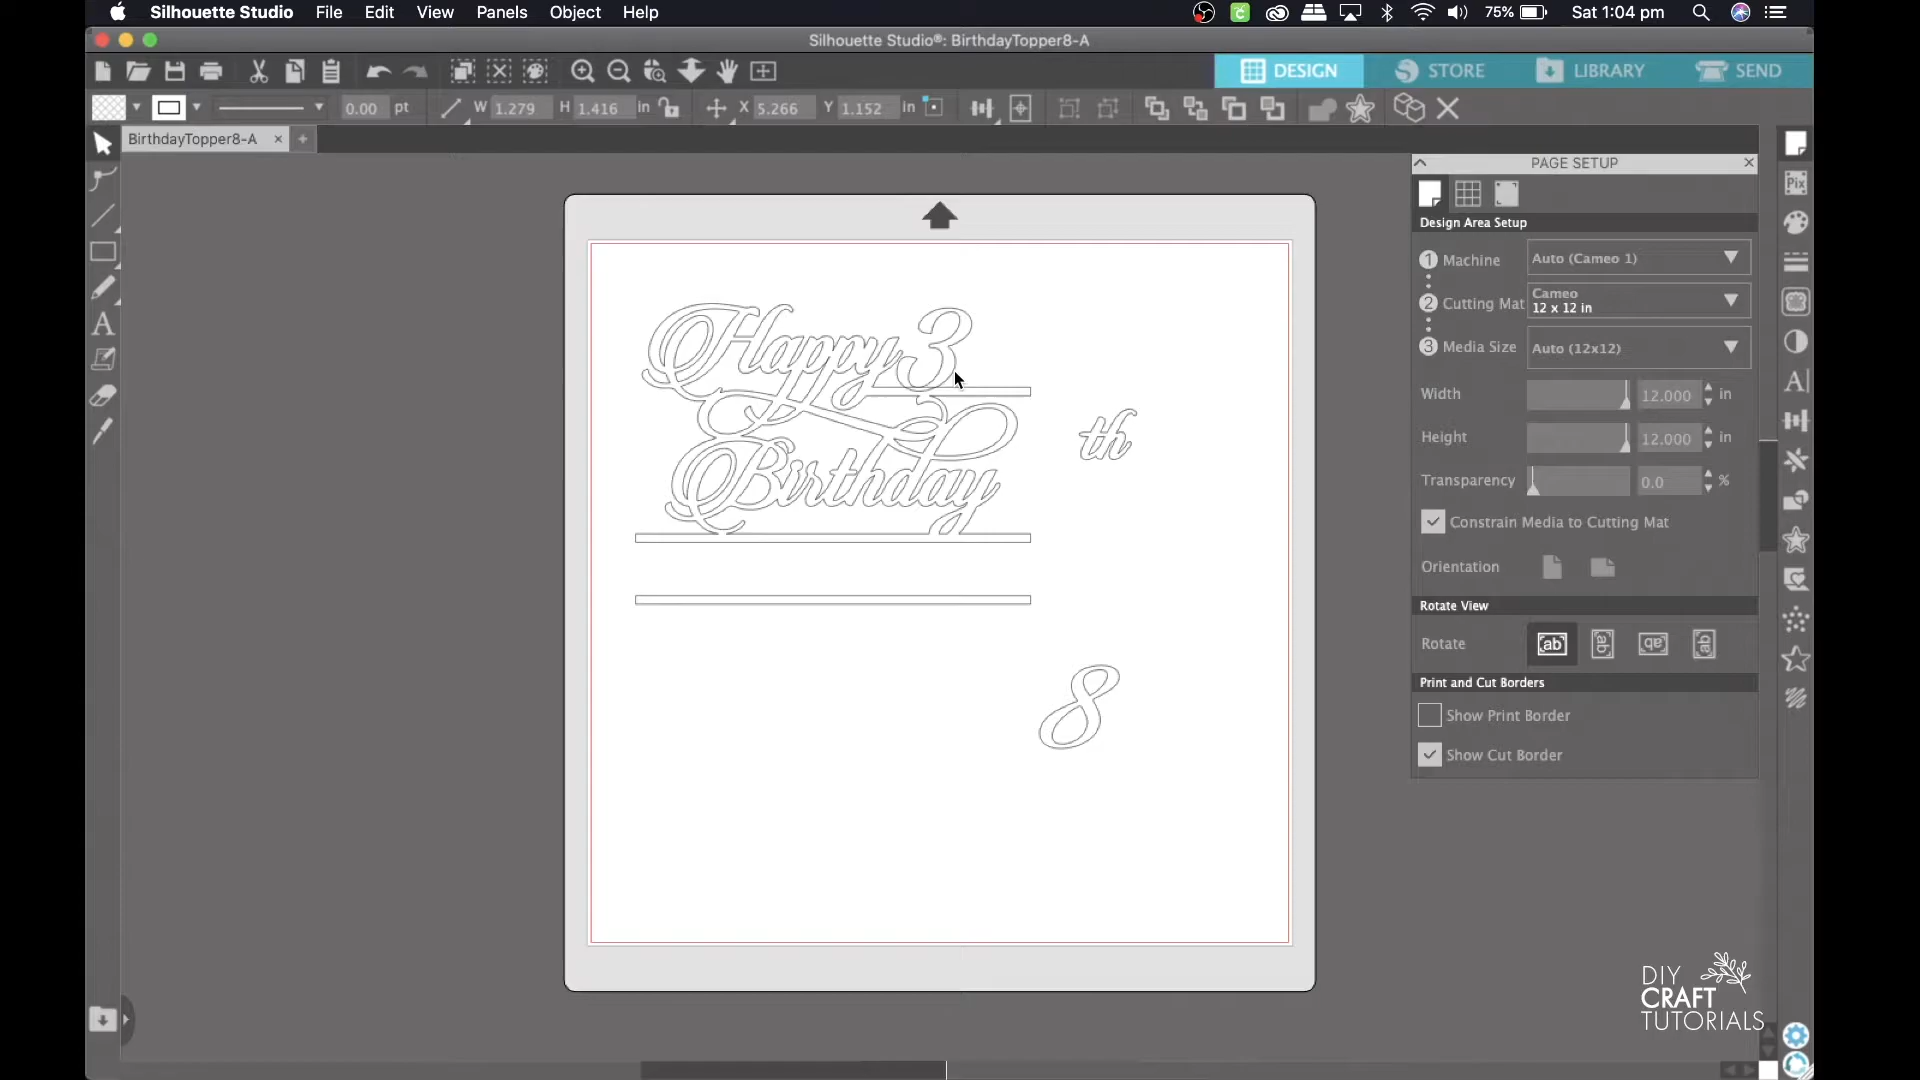 Silhouette Studio File Edit View Panels Object Help 75% Sat 1:04 pm
Silhouette Studio®: BirthdayTopper8-A
DESIGN STORE LIBRARY SEND
0.00 pt W 1.279 H 1.416 in X 5.266 Y 1.152 in
BirthdayTopper8-A × +
PAGE SETUP
Design Area Setup
1 Machine Auto (Cameo 1)
2 Cutting Mat Cameo 12 x 12 in
3 Media Size Auto (12x12)
Width 12.000 in
Height 12.000 in
Transparency 0.0 %
Constrain Media to Cutting Mat
Orientation
Rotate View
Rotate ab ab ab ab
Print and Cut Borders
Show Print Border
Show Cut Border
Pix
A
A
Happy 3
th
Birthday
8
DIY
CRAFT
TUTORIALS